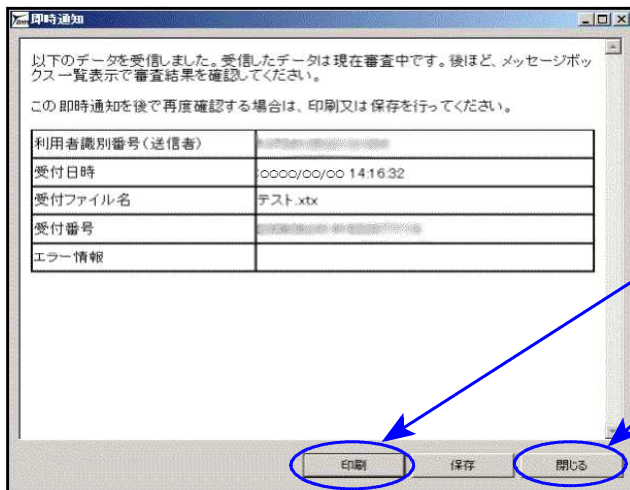 即時通知
以下のデータを受信しました。受信したデータは現在審査中です。後ほど、メッセージボッ
クス一覧表示で審査結果を確認してください。
この即時通知を後で再度確認する場合は、印刷又は保存を行ってください。
利用者識別番号(送信者)
受付日時 oooo/oo/oo 14:16:32
受付ファイル名 テスト.xtx
受付番号
エラー情報
印刷 保存 閉じる